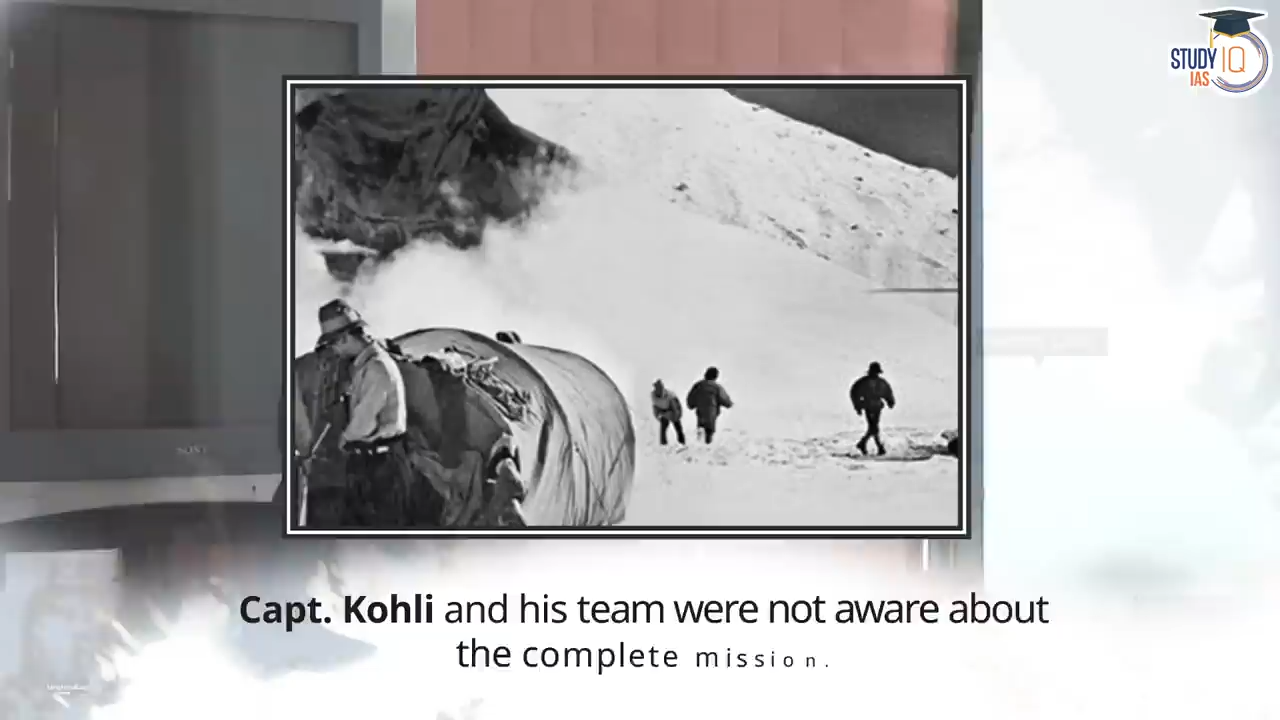 STUDY IQ
IAS
Capt. Kohli and his team were not aware about
the complete mission.